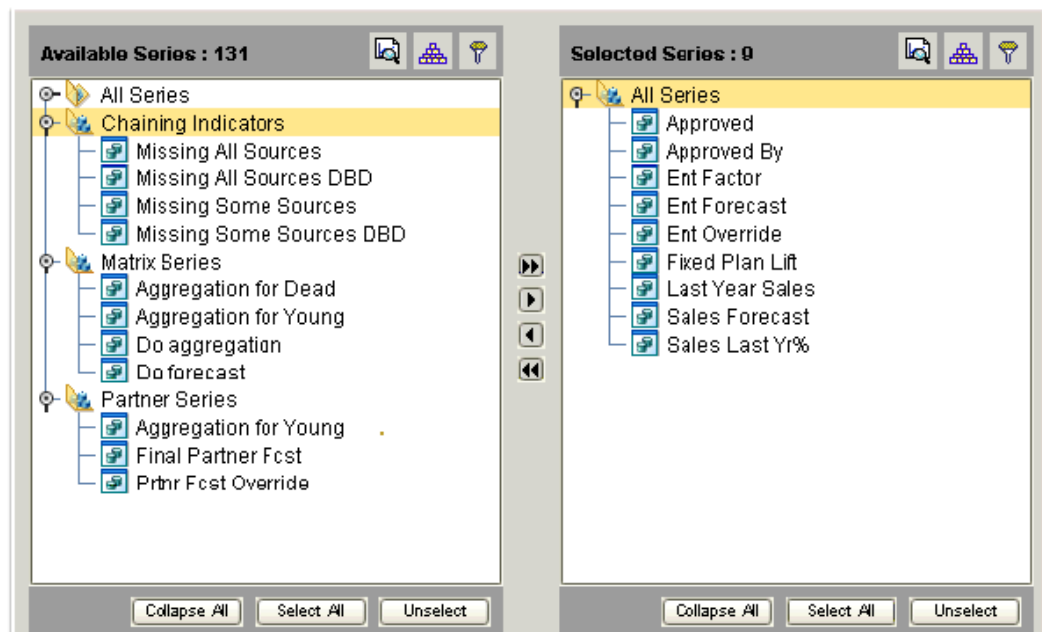 Available Series : 131
All Series
Chaining Indicators
Missing All Sources
Missing All Sources DBD
Missing Some Sources
Missing Some Sources DBD
Matrix Series
Aggregation for Dead
Aggregation for Young
Do aggregation
Do forecast
Partner Series
Aggregation for Young
Final Partner Fcst
Prtnr Fcst Override
Collapse All Select All Unselect
Selected Series : 9
All Series
Approved
Approved By
Ent Factor
Ent Forecast
Ent Override
Fixed Plan Lift
Last Year Sales
Sales Forecast
Sales Last Yr%
Collapse All Select All Unselect